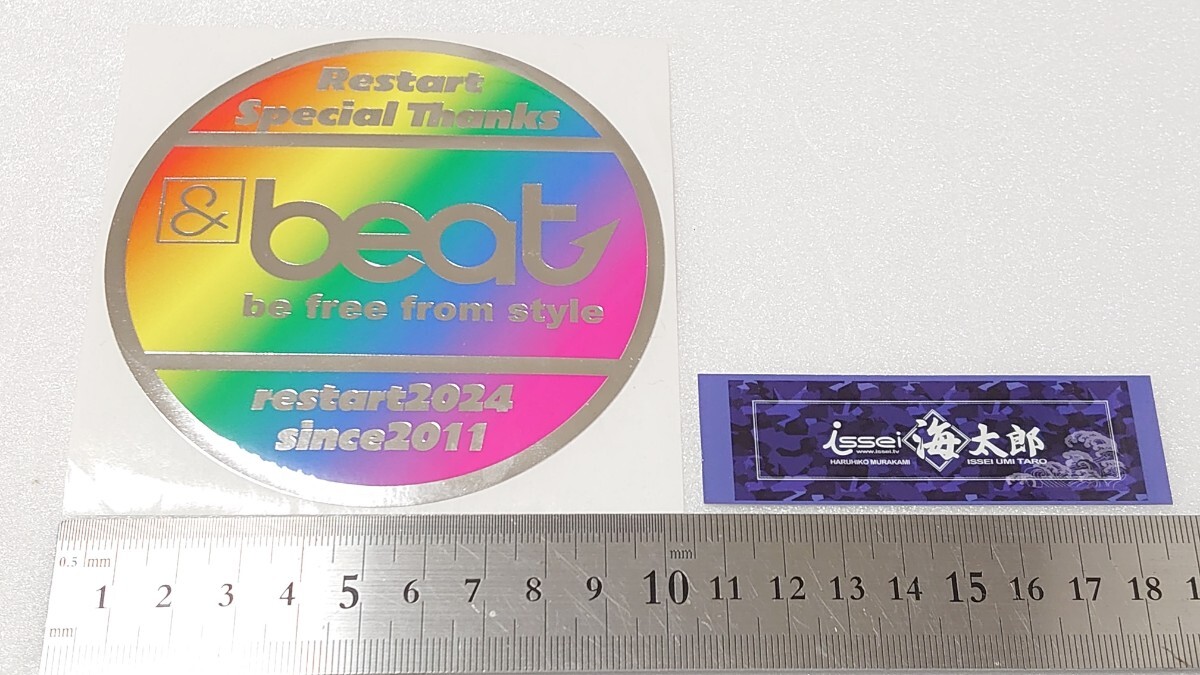 Restart
Special Thanks
& beat
be free from style
restart2024
since2011
issei 海太郎
www.issei.tv
HARUHIKO MURAKAMI ISSEI UMI TARO
0.5 mm mm
1 2 3 4 5 6 7 8 9 10 11 12 13 14 15 16 17 18 1
mm